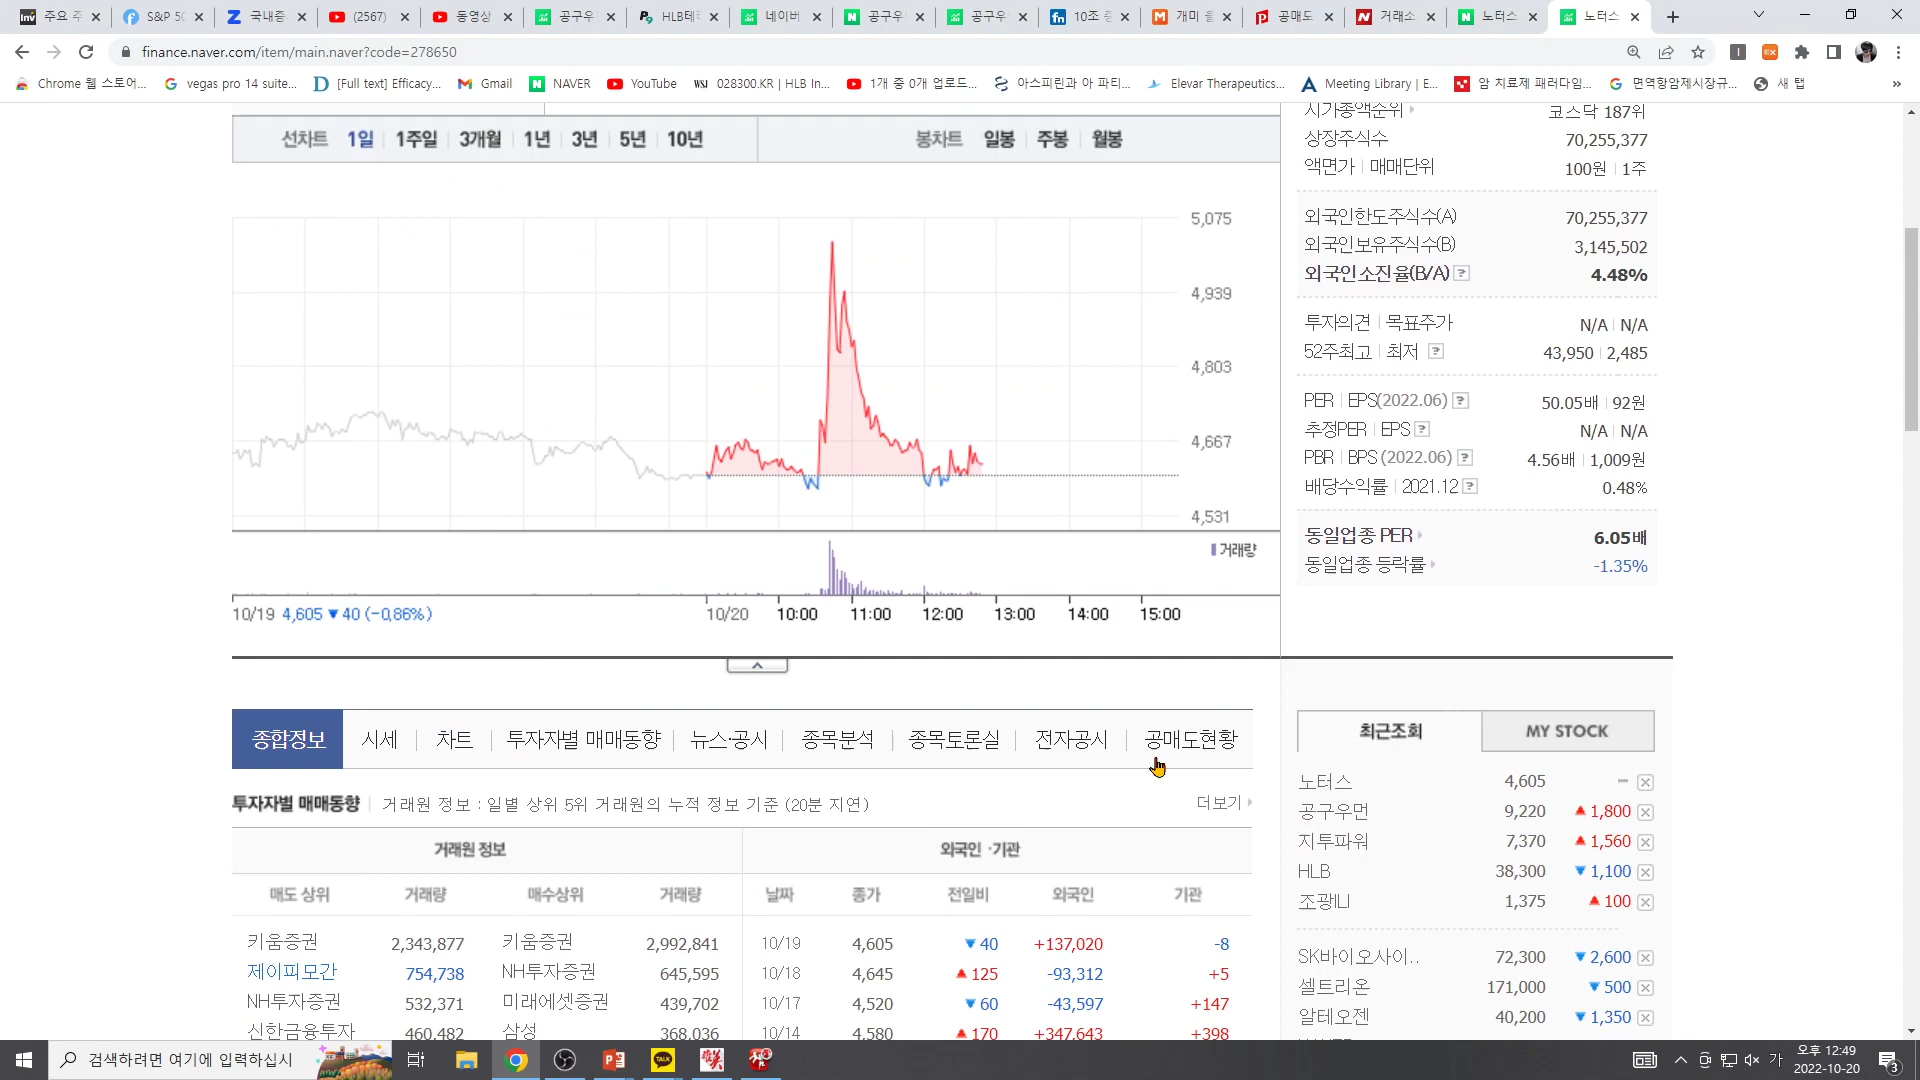 주요 주
S&P 50
국내증
(2567)
동영상
공구우
HLB테
네이버
공구우
공구우
10조 증
개미 울
공매도
거래소
노터스
노터스
finance.naver.com/item/main.naver?code=278650
Chrome 웹 스토어...
vegas pro 14 suite...
[Full text] Efficacy...
Gmail
NAVER
YouTube
028300.KR | HLB In...
1개 중 0개 업로드...
아스피린과 아 파티...
Elevar Therapeutics...
Meeting Library | E...
암 치료제 패러다임...
면역항암제시장규...
새 탭
선차트 1일 1주일 3개월 1년 3년 5년 10년 봉차트 일봉 주봉 월봉
5,075
4,939
4,803
4,667
4,531
거래량
10/19 4,605 ▼ 40 (-0.86%)
10/20 10:00 11:00 12:00 13:00 14:00 15:00
시가총액순위 코스닥 187위
상장주식수 70,255,377
액면가 | 매매단위 100원 | 1주
외국인한도주식수(A) 70,255,377
외국인보유주식수(B) 3,145,502
외국인소진율(B/A) ? 4.48%
투자의견 | 목표주가 N/A | N/A
52주최고 | 최저 ? 43,950 | 2,485
PER | EPS(2022.06) ? 50.05배 | 92원
추정PER | EPS ? N/A | N/A
PBR | BPS (2022.06) ? 4.56배 | 1,009원
배당수익률 | 2021.12 ? 0.48%
동일업종 PER 6.05배
동일업종 등락률 -1.35%
종합정보 시세 차트 투자자별 매매동향 뉴스·공시 종목분석 종목토론실 전자공시 공매도현황
투자자별 매매동향 | 거래원 정보 : 일별 상위 5위 거래원의 누적 정보 기준 (20분 지연) 더보기
거래원 정보 외국인 ·기관
매도 상위 거래량 매수상위 거래량 날짜 종가 전일비 외국인 기관
키움증권 2,343,877 키움증권 2,992,841 10/19 4,605 ▼ 40 +137,020 -8
제이피모간 754,738 NH투자증권 645,595 10/18 4,645 ▲ 125 -93,312 +5
NH투자증권 532,371 미래에셋증권 439,702 10/17 4,520 ▼ 60 -43,597 +147
신한금융투자 460,482 삼성 368,036 10/14 4,580 ▲ 170 +347,643 +398
최근조회 MY STOCK
노터스 4,605 -
공구우먼 9,220 ▲ 1,800
지투파워 7,370 ▲ 1,560
HLB 38,300 ▼ 1,100
조광ILI 1,375 ▲ 100
SK바이오사이.. 72,300 ▼ 2,600
셀트리온 171,000 ▼ 500
알테오젠 40,200 ▼ 1,350
검색하려면 여기에 입력하십시
TALK
가
오후 12:49
2022-10-20
3